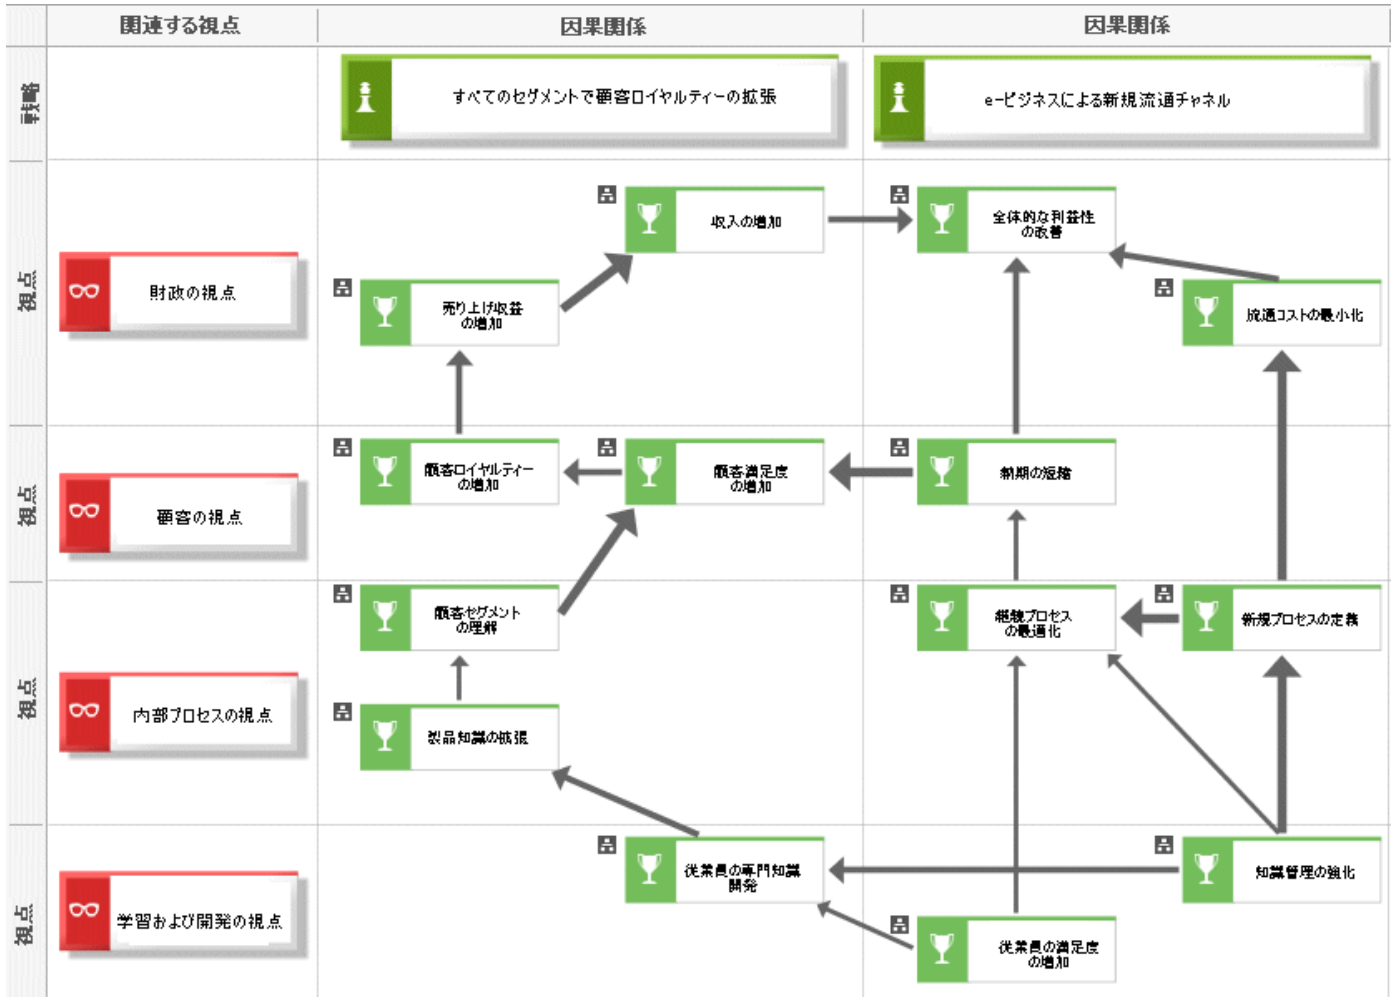 関連する視点
因果関係
因果関係
戦略
すべてのセグメントで顧客ロイヤルティーの拡張
e-ビジネスによる新規流通チャネル
視点
財政の視点
収入の増加
全体的な利益性
の改善
売り上げ収益
の増加
流通コストの最小化
視点
顧客の視点
顧客ロイヤルティー
の増加
顧客満足度
の増加
納期の短縮
視点
内部プロセスの視点
顧客セグメント
の理解
継続プロセス
の最適化
新規プロセスの定義
製品知識の拡張
視点
学習および開発の視点
従業員の専門知識
開発
知識管理の強化
従業員の満足度
の増加